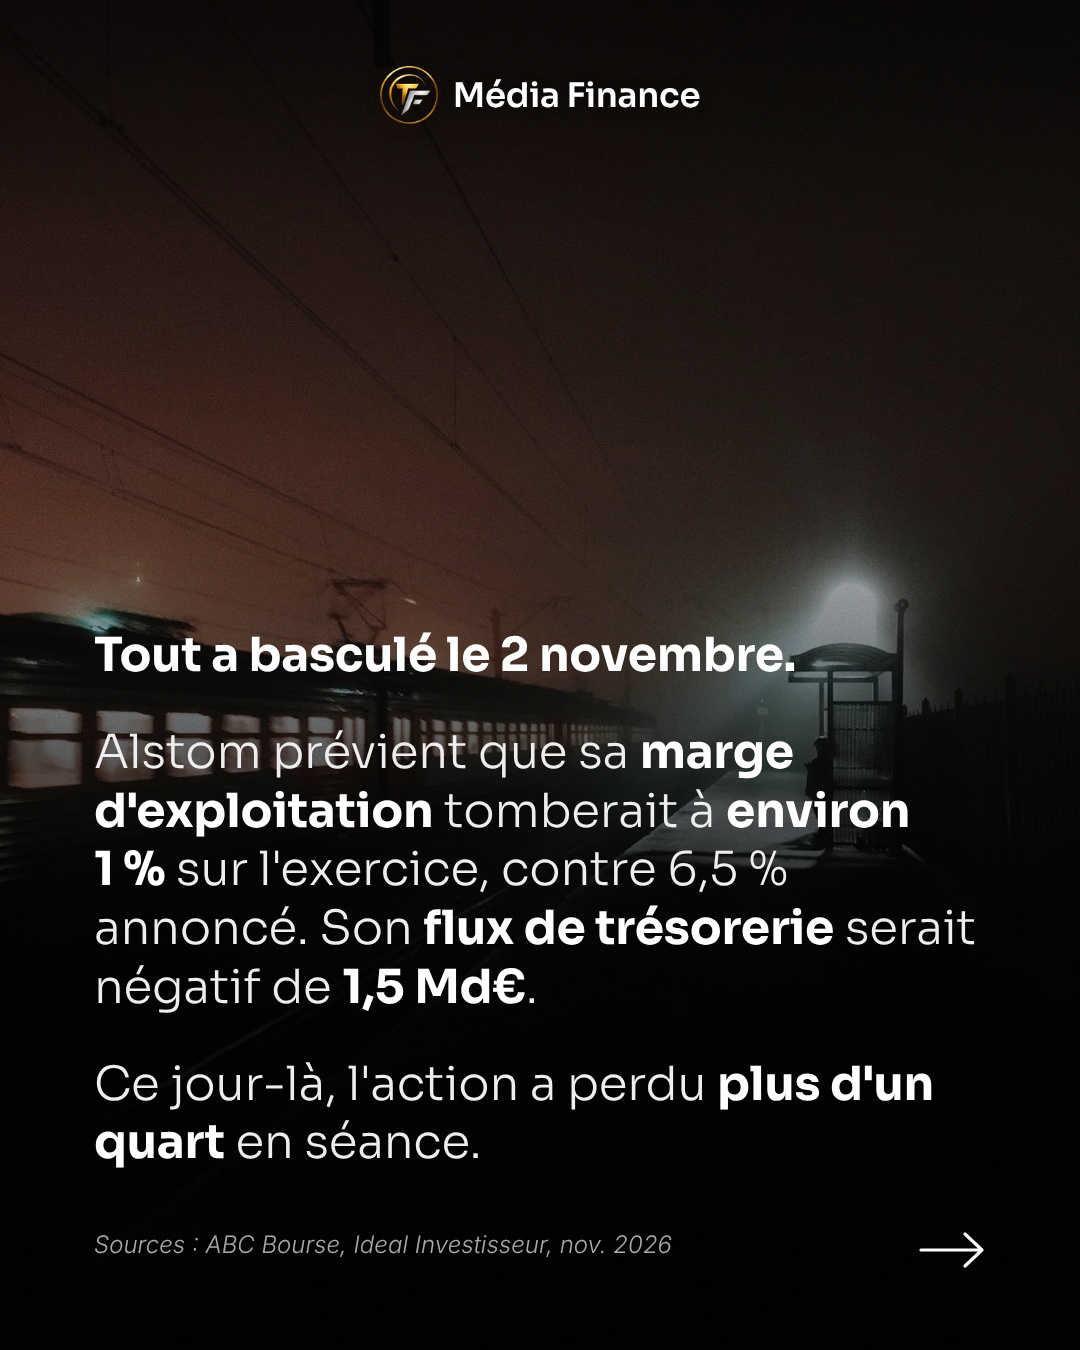 TF Média Finance
Tout a basculé le 2 novembre.
Alstom prévient que sa marge
d'exploitation tomberait à environ
1 % sur l'exercice, contre 6,5 %
annoncé. Son flux de trésorerie serait
négatif de 1,5 Md€.
Ce jour-là, l'action a perdu plus d'un
quart en séance.
Sources : ABC Bourse, Ideal Investisseur, nov. 2026